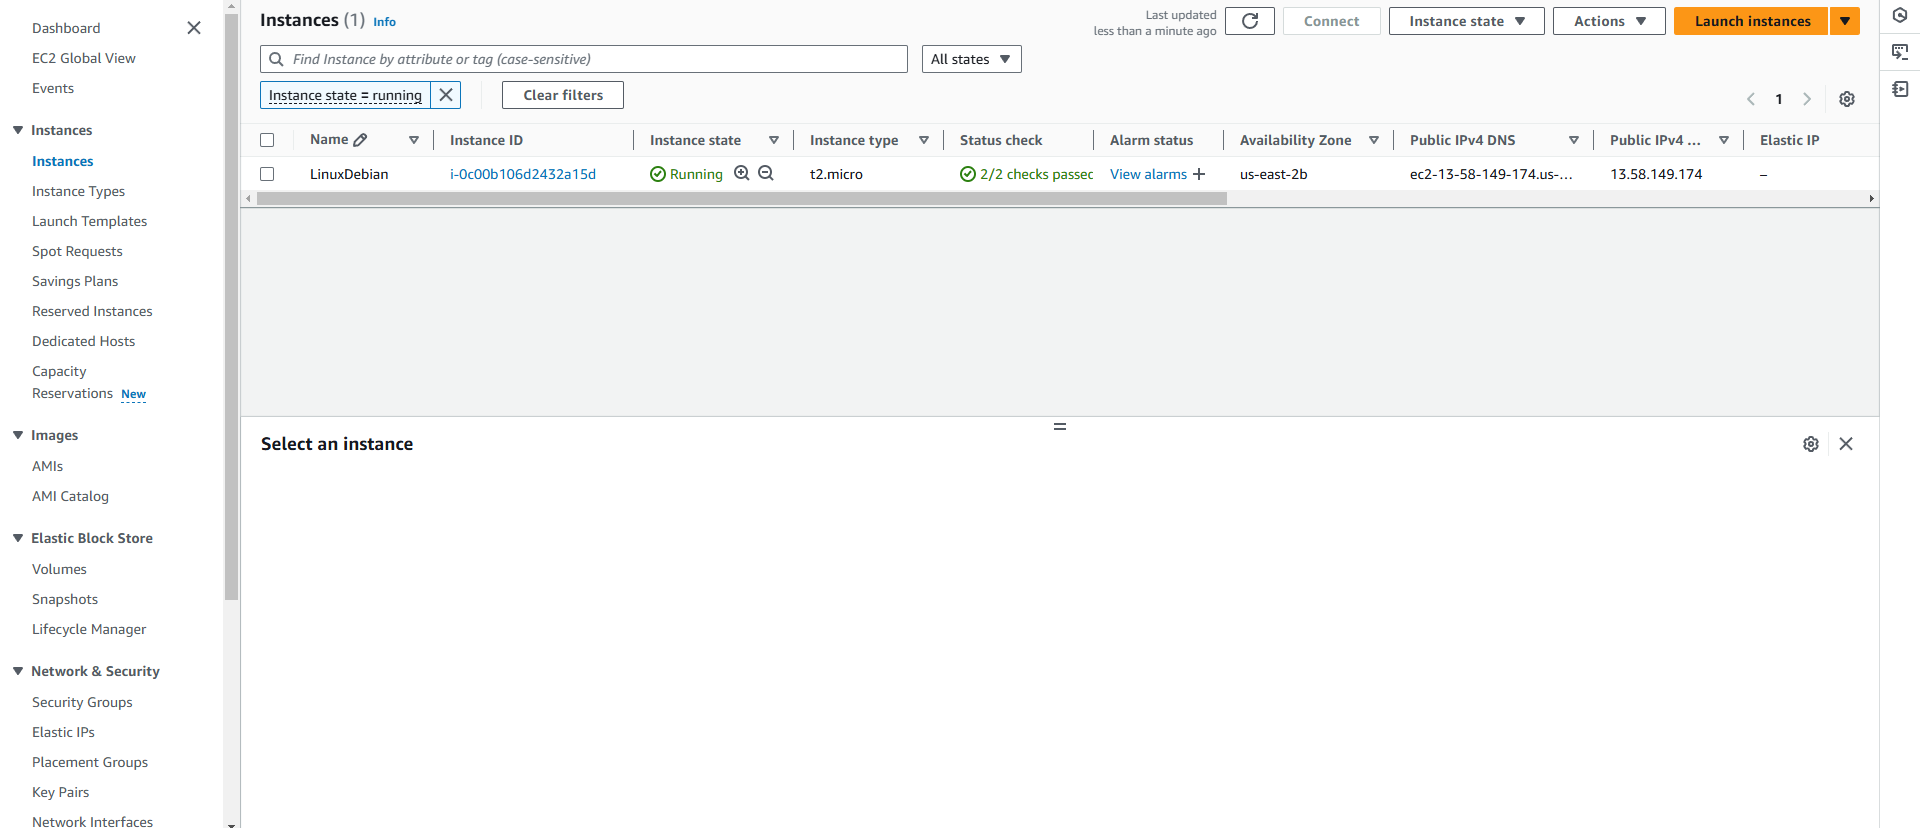 Dashboard
EC2 Global View
Events
Instances
Instances
Instance Types
Launch Templates
Spot Requests
Savings Plans
Reserved Instances
Dedicated Hosts
Capacity
Reservations New
Images
AMIs
AMI Catalog
Elastic Block Store
Volumes
Snapshots
Lifecycle Manager
Network & Security
Security Groups
Elastic IPs
Placement Groups
Key Pairs
Network Interfaces
Instances (1) Info
Last updated
less than a minute ago
Connect
Instance state
Actions
Launch instances
Find Instance by attribute or tag (case-sensitive)
All states
Instance state = running
Clear filters
1
Name Instance ID Instance state Instance type Status check Alarm status Availability Zone Public IPv4 DNS Public IPv4 ... Elastic IP
LinuxDebian i-0c00b106d2432a15d Running t2.micro 2/2 checks passec View alarms + us-east-2b ec2-13-58-149-174.us-... 13.58.149.174 –
Select an instance